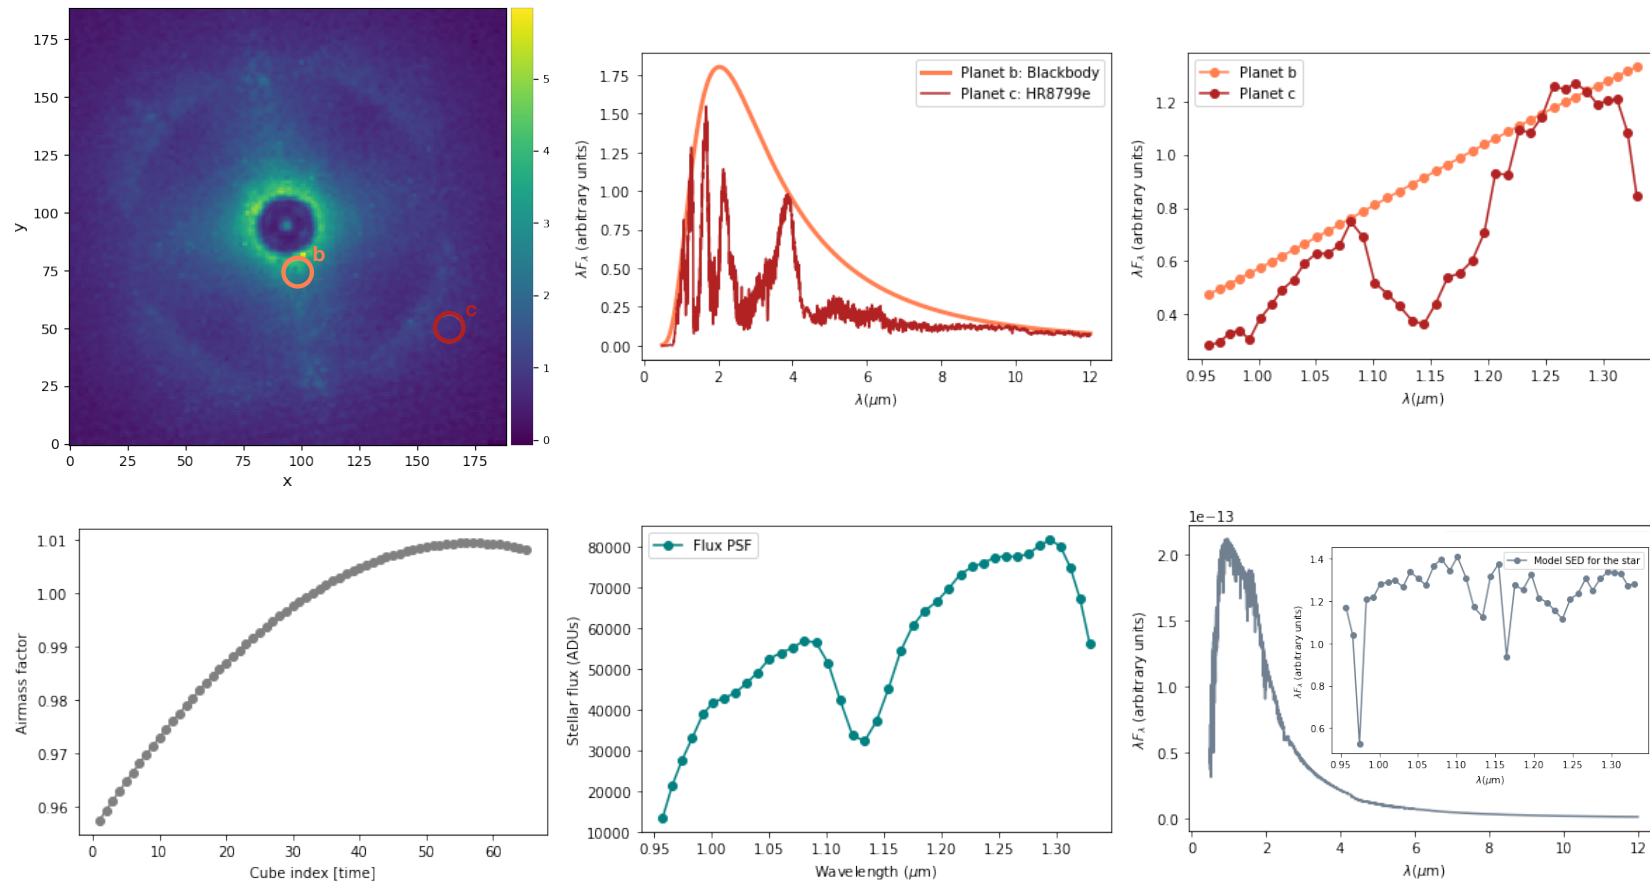 175
150
125
100
75
50
25
0
y
0 25 50 75 100 125 150 175
x
b
c
5
4
3
2
1
0
λFλ (arbitrary units)
1.75
1.50
1.25
1.00
0.75
0.50
0.25
0.00
Planet b: Blackbody
Planet c: HR8799e
0 2 4 6 8 10 12
λ(μm)
λFλ (arbitrary units)
1.2
1.0
0.8
0.6
0.4
Planet b
Planet c
0.95 1.00 1.05 1.10 1.15 1.20 1.25 1.30
λ(μm)
Airmass factor
1.01
1.00
0.99
0.98
0.97
0.96
0 10 20 30 40 50 60
Cube index [time]
Stellar flux (ADUs)
80000
70000
60000
50000
40000
30000
20000
10000
Flux PSF
0.95 1.00 1.05 1.10 1.15 1.20 1.25 1.30
Wavelength (μm)
1e−13
λFλ (arbitrary units)
2.0
1.5
1.0
0.5
0.0
0 2 4 6 8 10 12
λ(μm)
λFλ (arbitrary units)
1.4
1.2
1.0
0.8
0.6
Model SED for the star
0.95 1.00 1.05 1.10 1.15 1.20 1.25 1.30
λ(μm)